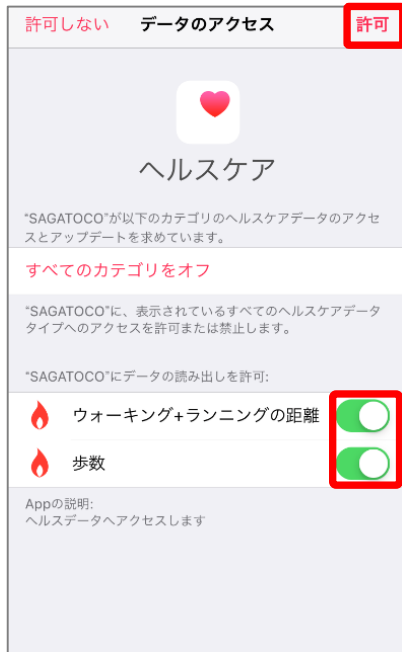 許可しない データのアクセス 許可
ヘルスケア
“SAGATOCO”が以下のカテゴリのヘルスケアデータのアクセ
スとアップデートを求めています。
すべてのカテゴリをオフ
“SAGATOCO”に、表示されているすべてのヘルスケアデータ
タイプへのアクセスを許可または禁止します。
“SAGATOCO”にデータの読み出しを許可:
ウォーキング+ランニングの距離
歩数
Appの説明:
ヘルスデータへアクセスします